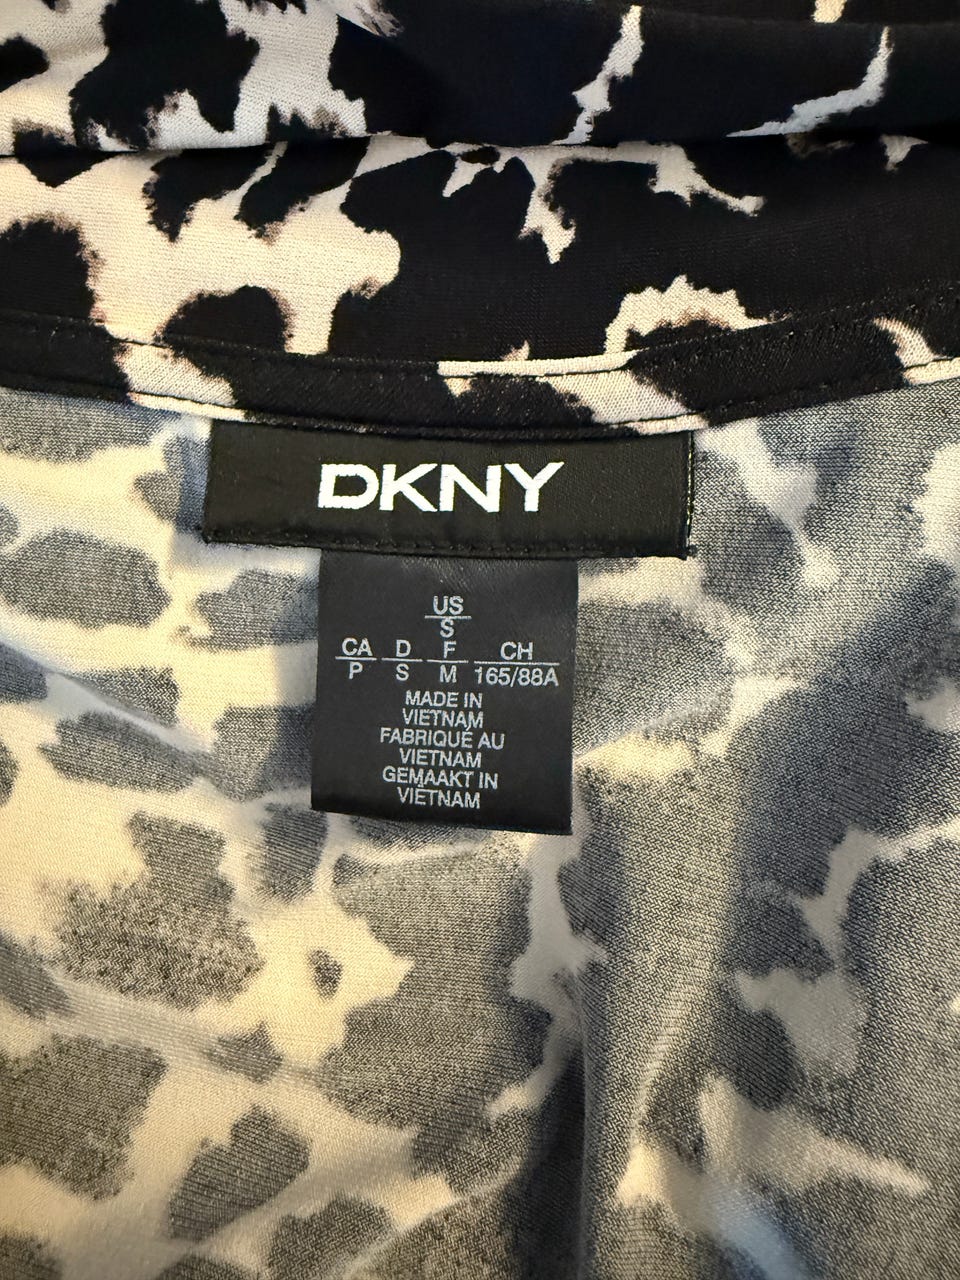 DKNY
US
S
CA D F CH
P S M 165/88A
MADE IN
VIETNAM
FABRIQUÉ AU
VIETNAM
GEMAAKT IN
VIETNAM